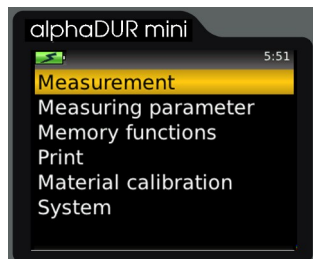 alphaDUR mini
5:51
Measurement
Measuring parameter
Memory functions
Print
Material calibration
System